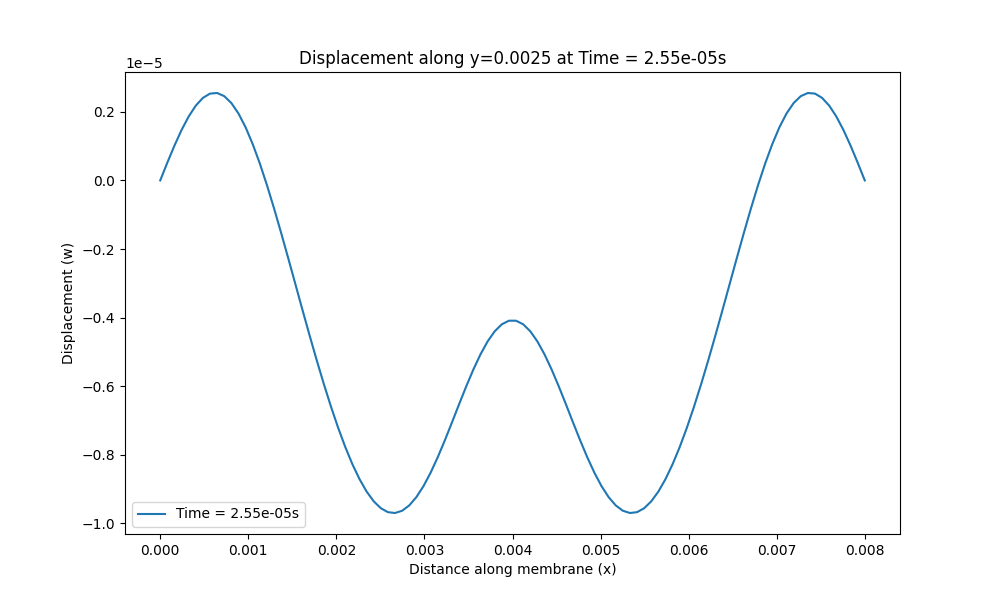 Displacement along y=0.0025 at Time = 2.55e-05s
1e−5
0.2
0.0
−0.2
−0.4
−0.6
−0.8
−1.0
Displacement (w)
Time = 2.55e-05s
0.000 0.001 0.002 0.003 0.004 0.005 0.006 0.007 0.008
Distance along membrane (x)